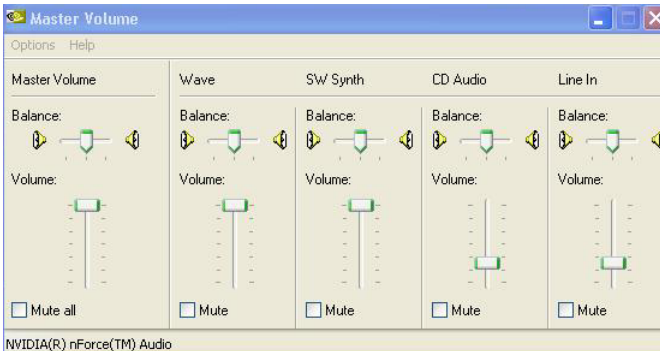 Master Volume
Options Help
Master Volume Wave SW Synth CD Audio Line In
Balance: Balance: Balance: Balance: Balance:
Volume: Volume: Volume: Volume: Volume:
Mute all Mute Mute Mute Mute
NVIDIA(R) nForce(TM) Audio